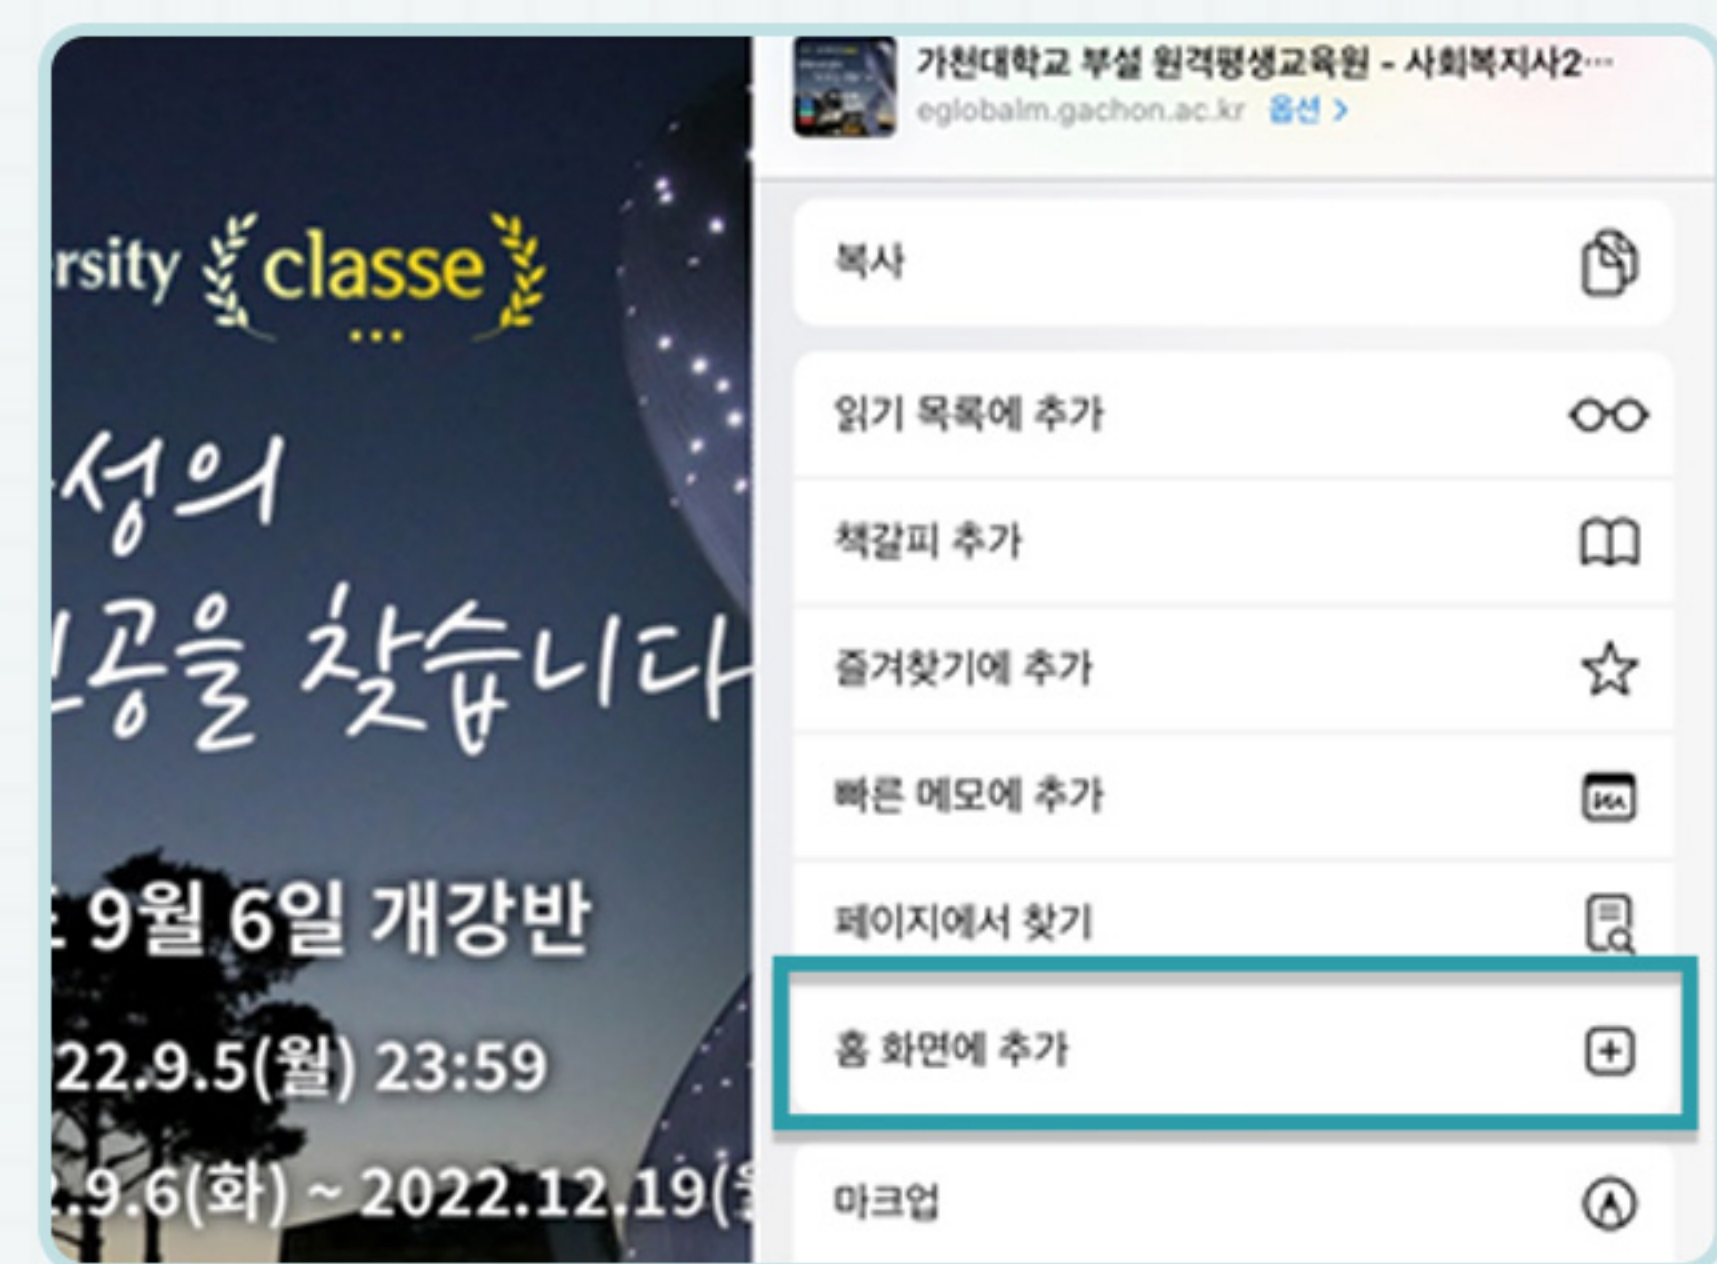 rsity classe
성의
공을 찾습니다
9월 6일 개강반
22.9.5(월) 23:59
.9.6(화) ~ 2022.12.19(
가천대학교 부설 원격평생교육원 - 사회복지사2…
eglobalm.gachon.ac.kr 옵션 >
복사
읽기 목록에 추가
책갈피 추가
즐겨찾기에 추가
빠른 메모에 추가
페이지에서 찾기
홈 화면에 추가
마크업